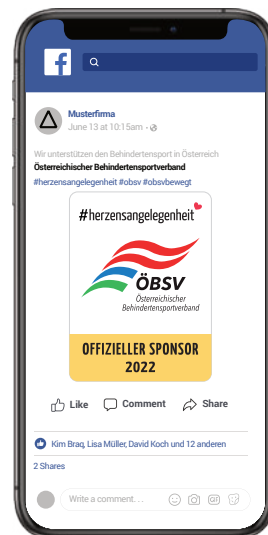 Musterfirma
June 13 at 10:15am
Wir unterstützen den Behindertensport in Österreich
Österreichischer Behindertensportverband
#herzensangelegenheit #obsv #obsvbewegt
#herzensangelegenheit
ÖBSV
Österreichischer
Behindertensportverband
OFFIZIELLER SPONSOR
2022
Like Comment Share
Kim Braq, Lisa Müller, David Koch und 12 anderen
2 Shares
Write a comment. . .
GIF